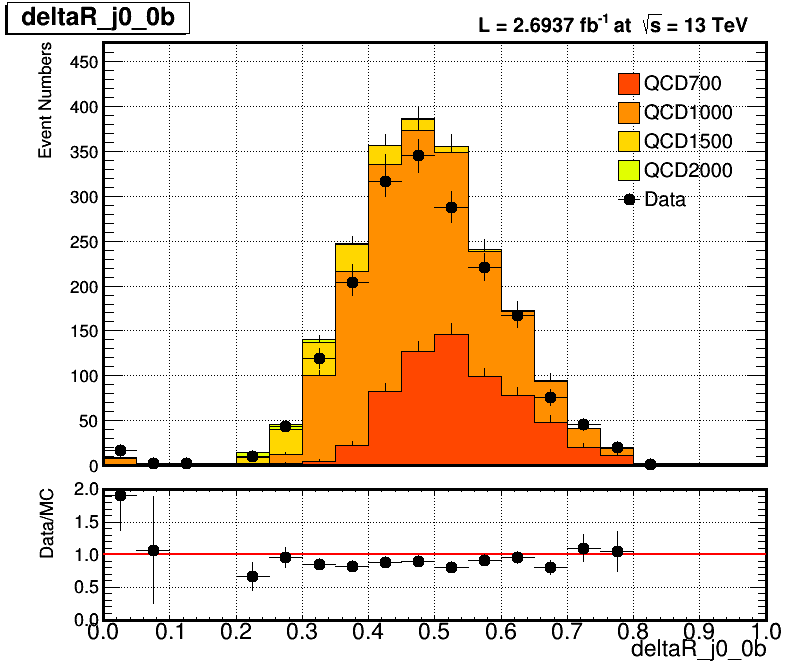 deltaR_j0_0b
L = 2.6937 fb⁻¹ at √s = 13 TeV
Event Numbers
450
400
350
300
250
200
150
100
50
0
QCD700
QCD1000
QCD1500
QCD2000
Data
Data/MC
2.0
1.5
1.0
0.5
0.0
0.0 0.1 0.2 0.3 0.4 0.5 0.6 0.7 0.8 0.9 1.0
deltaR_j0_0b